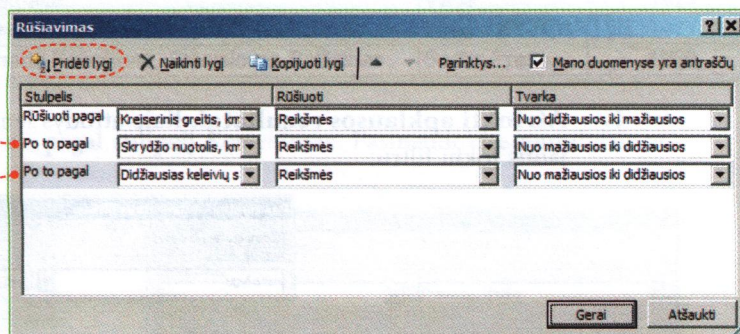 Rūšiavimas
Pridėti lygį Naikinti lygį Kopijuoti lygį Parinktys... Mano duomenyse yra antraščių
Stulpelis Rūšiuoti Tvarka
Rūšiuoti pagal Kreiserinis greitis, km Reikšmės Nuo didžiausios iki mažiausios
Po to pagal Skrydžio nuotolis, km Reikšmės Nuo mažiausios iki didžiausios
Po to pagal Didžiausias keleivių s Reikšmės Nuo mažiausios iki didžiausios
Gerai Atšaukti